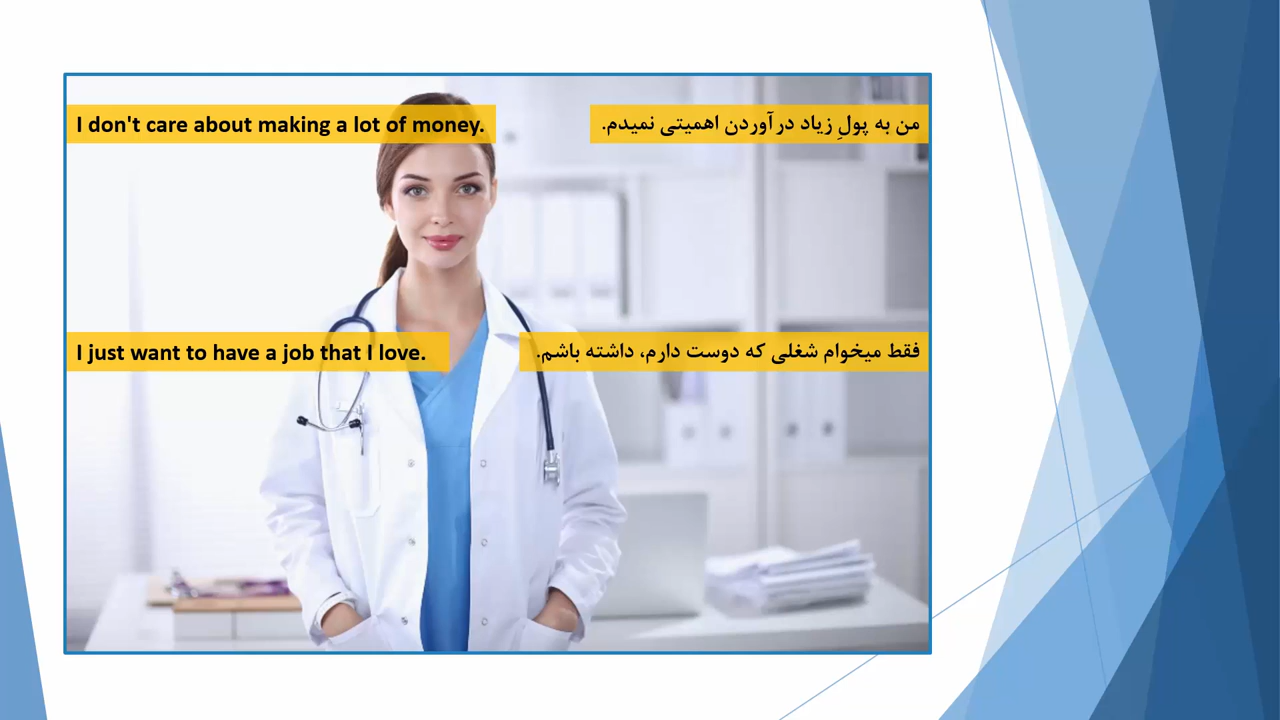 I don't care about making a lot of money.
من به پولِ زیاد درآوردن اهمیتی نمیدم.
I just want to have a job that I love.
فقط میخوام شغلی که دوست دارم، داشته باشم.